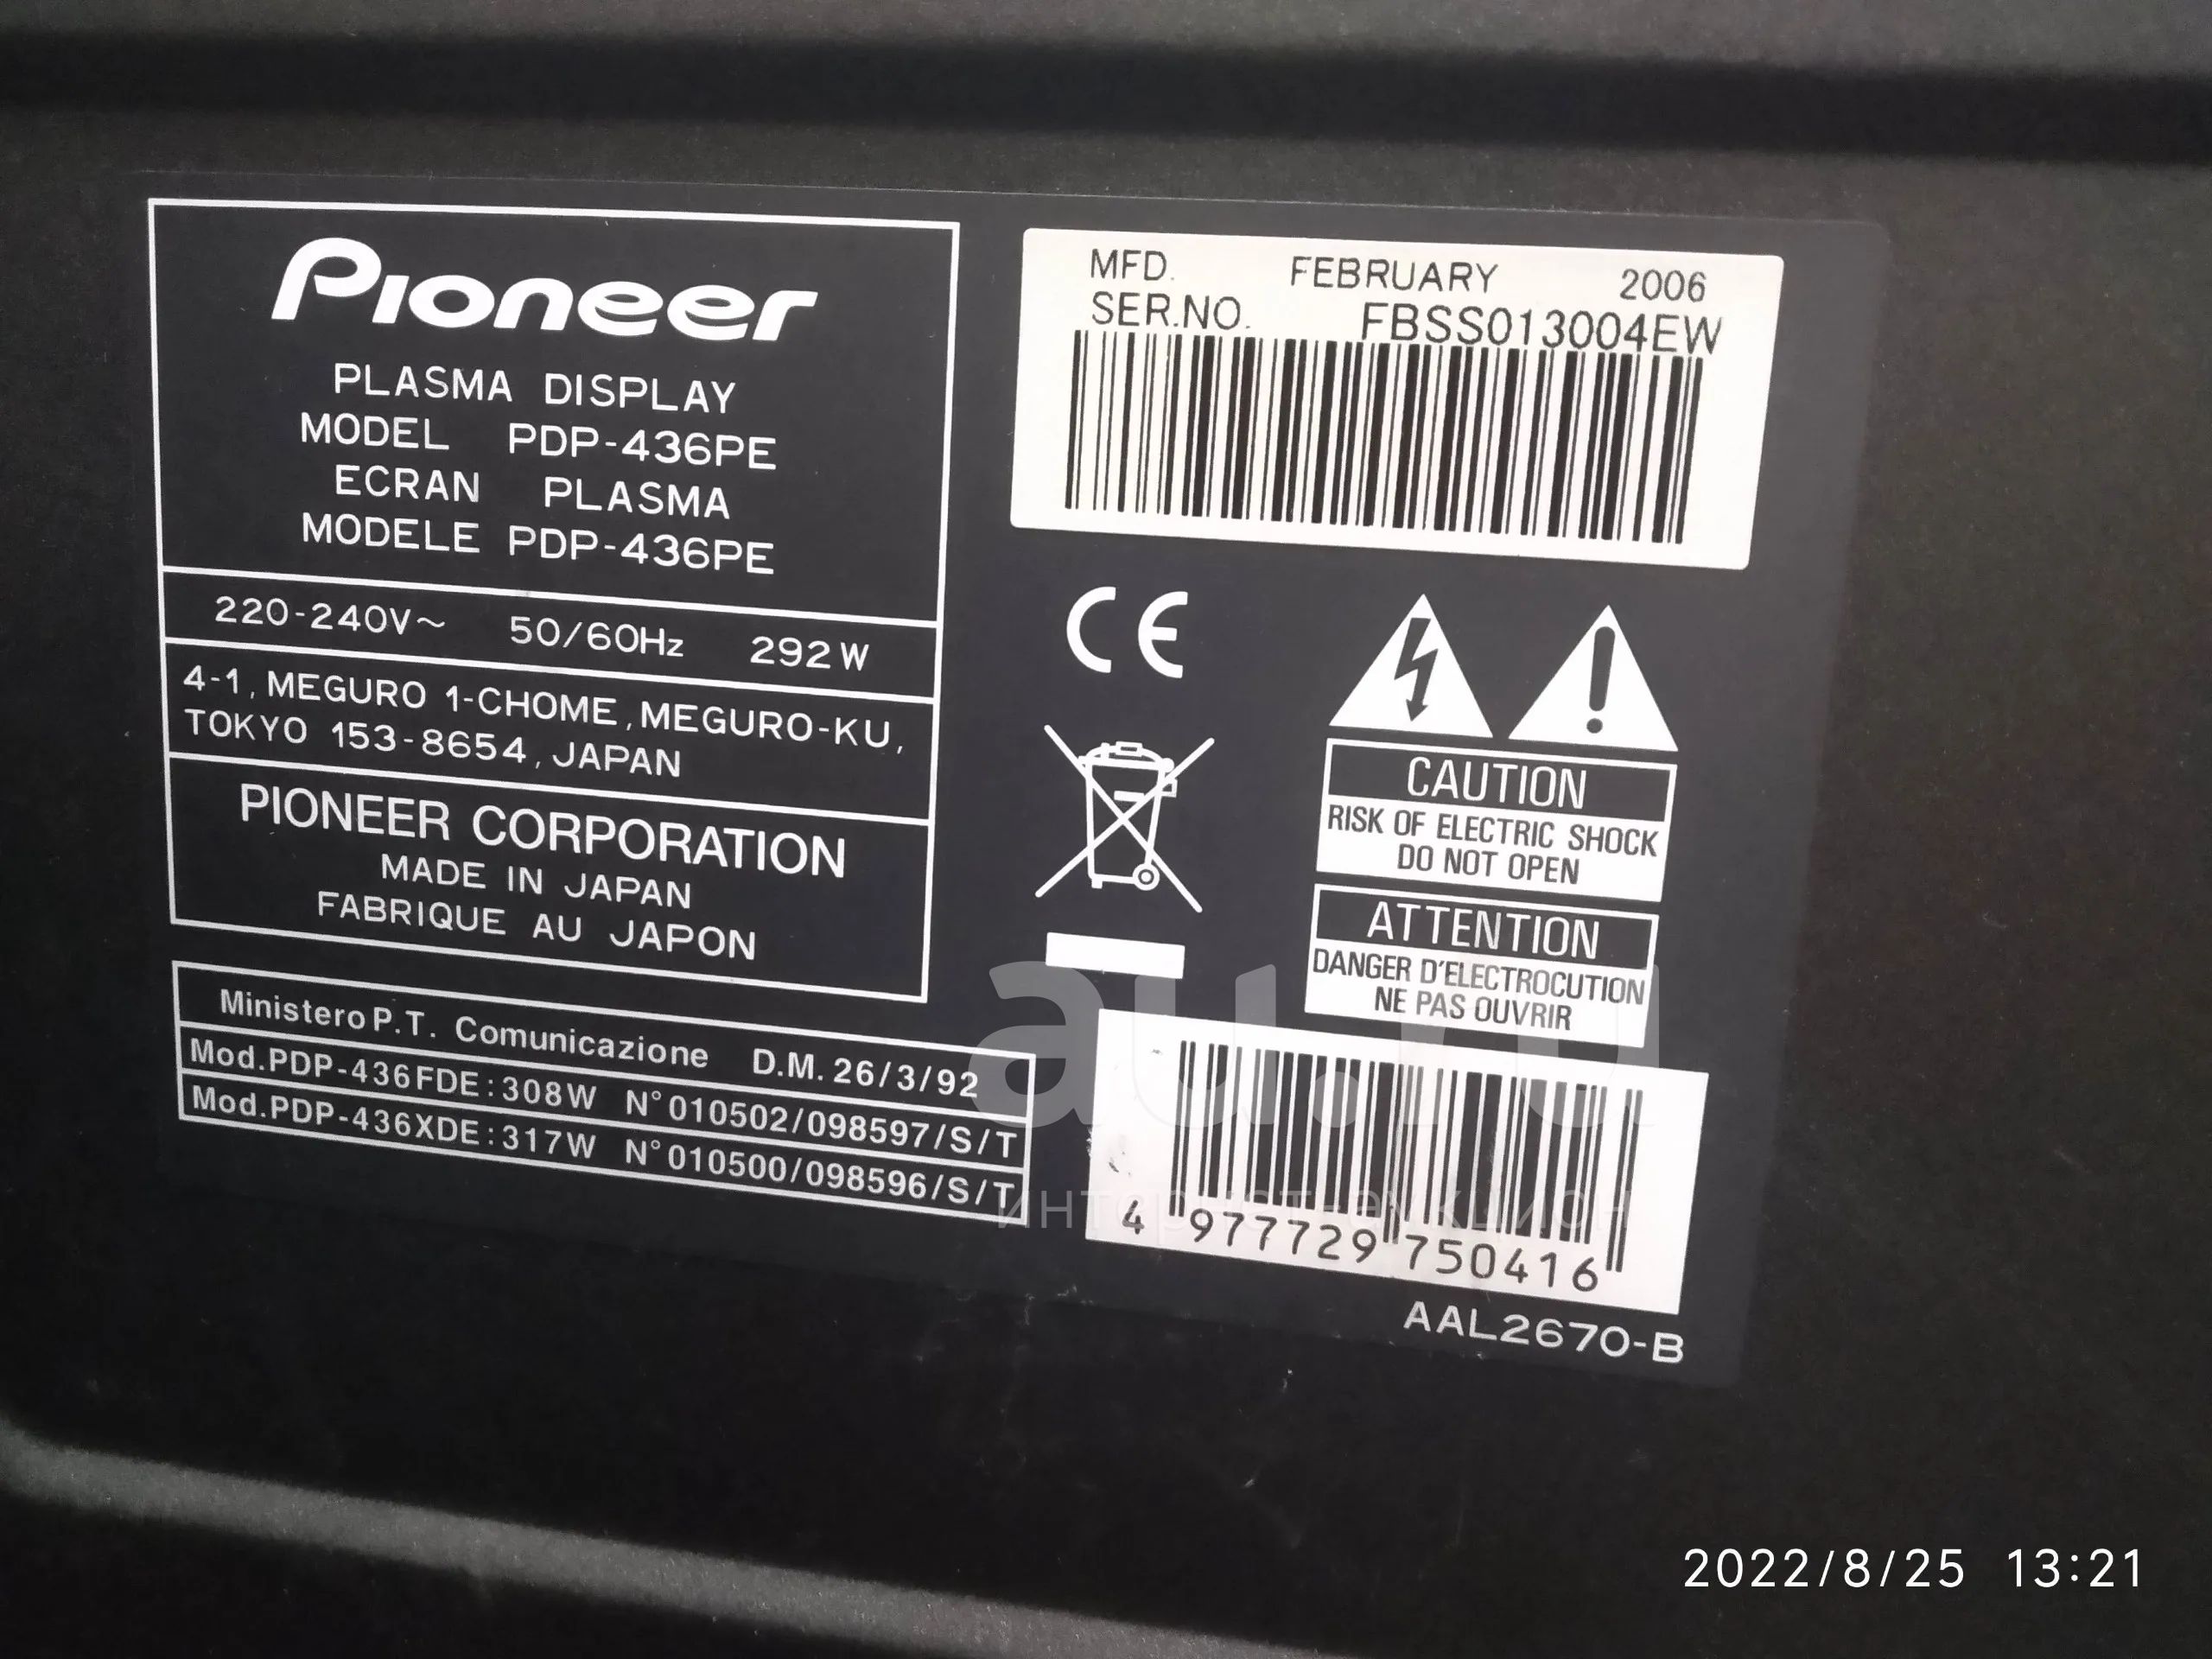 Pioneer
PLASMA DISPLAY
MODEL PDP-436PE
ECRAN PLASMA
MODELE PDP-436PE
220-240V~ 50/60Hz 292W
4-1, MEGURO 1-CHOME, MEGURO-KU,
TOKYO 153-8654, JAPAN
PIONEER CORPORATION
MADE IN JAPAN
FABRIQUE AU JAPON
Ministero P.T. Comunicazione D.M. 26/3/92
Mod.PDP-436FDE:308W N°010502/098597/S/T
Mod.PDP-436XDE:317W N°010500/098596/S/T
MFD. FEBRUARY 2006
SER.NO. FBSS013004EW
CE
CAUTION
RISK OF ELECTRIC SHOCK
DO NOT OPEN
ATTENTION
DANGER D'ELECTROCUTION
NE PAS OUVRIR
4 977729 750416
AAL2670-B
au.ru
интернет-аукцион
2022/8/25 13:21